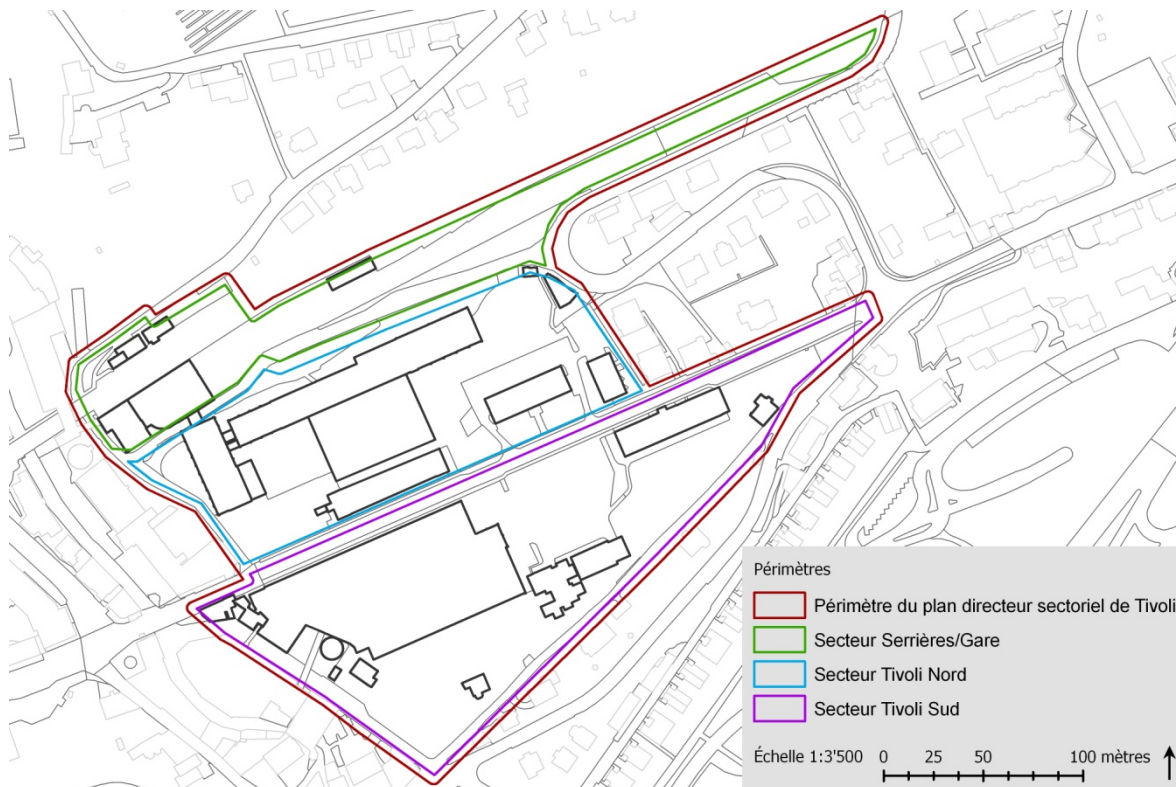 Périmètres
Périmètre du plan directeur sectoriel de Tivoli
Secteur Serrières/Gare
Secteur Tivoli Nord
Secteur Tivoli Sud
Échelle 1:3'500 0 25 50 100 mètres